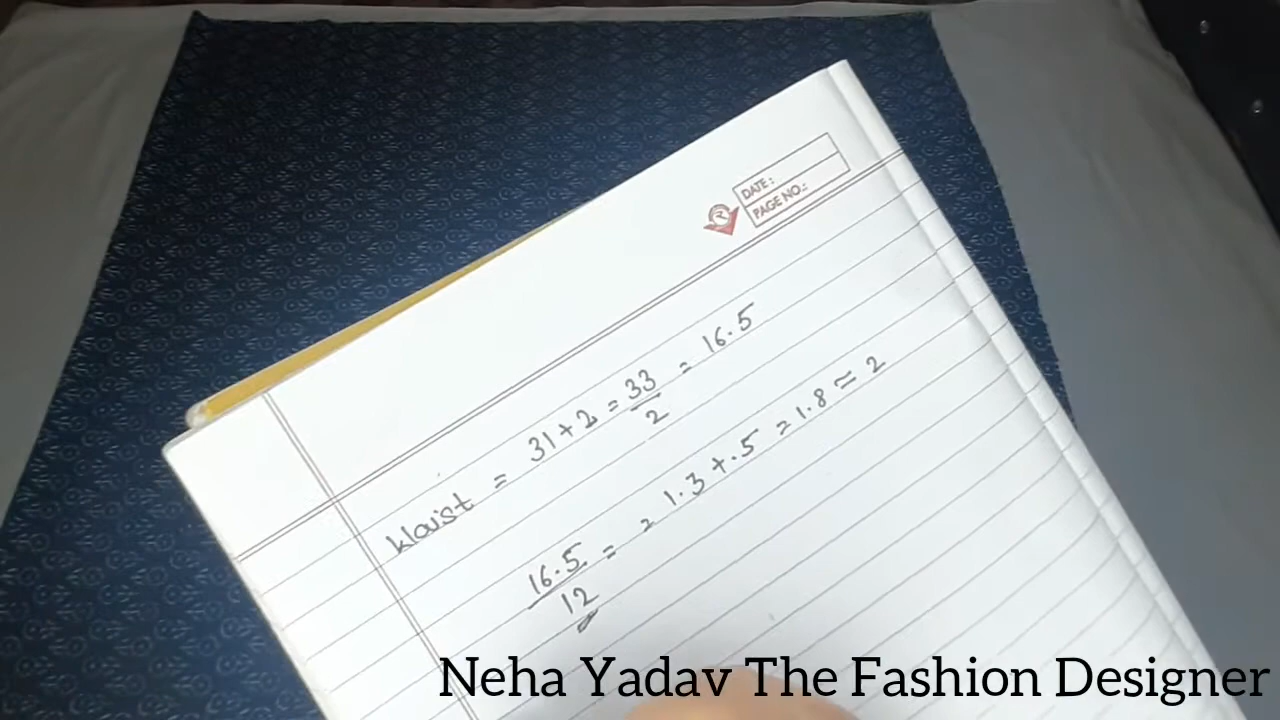 DATE:
PAGE NO.:
Waist = 31+2 = 33/2 = 16.5
16.5/12 = = 1.3 + .5 = 1.8 ≈ 2
Neha Yadav The Fashion Designer